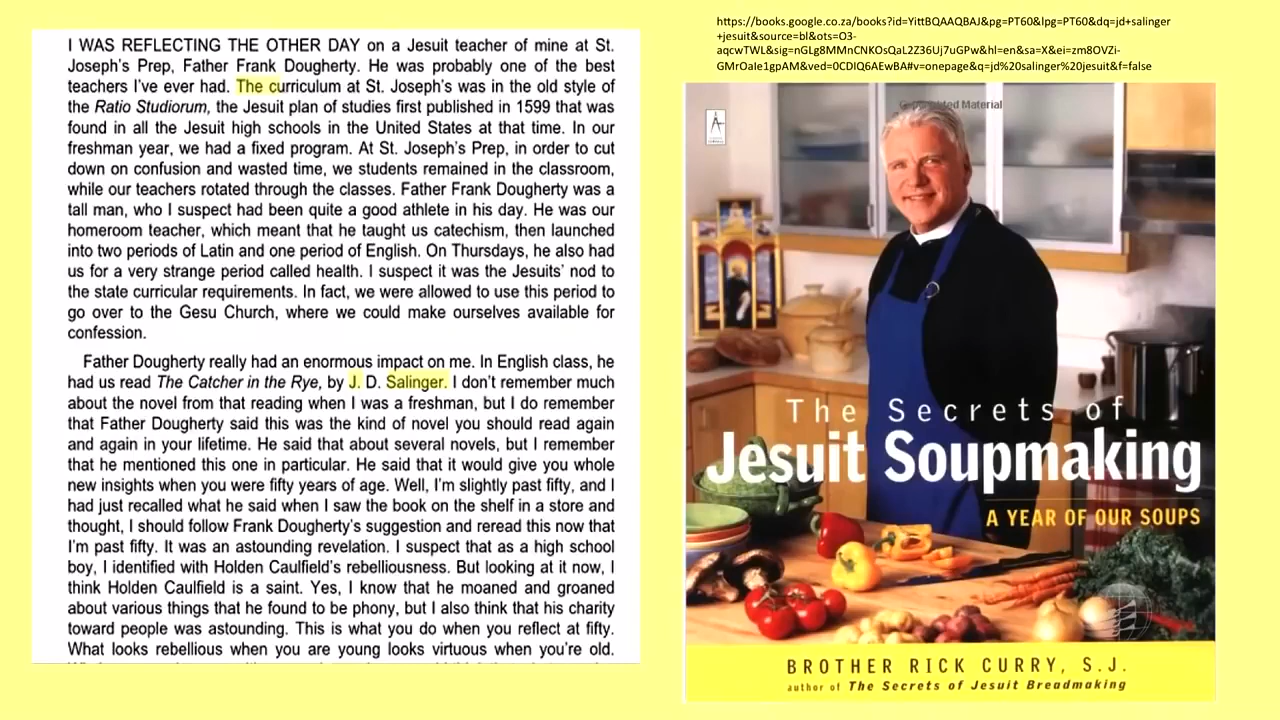 I WAS REFLECTING THE OTHER DAY on a Jesuit teacher of mine at St.
Joseph's Prep, Father Frank Dougherty. He was probably one of the best
teachers I've ever had. The curriculum at St. Joseph's was in the old style of
the Ratio Studiorum, the Jesuit plan of studies first published in 1599 that was
found in all the Jesuit high schools in the United States at that time. In our
freshman year, we had a fixed program. At St. Joseph's Prep, in order to cut
down on confusion and wasted time, we students remained in the classroom,
while our teachers rotated through the classes. Father Frank Dougherty was a
tall man, who I suspect had been quite a good athlete in his day. He was our
homeroom teacher, which meant that he taught us catechism, then launched
into two periods of Latin and one period of English. On Thursdays, he also had
us for a very strange period called health. I suspect it was the Jesuits' nod to
the state curricular requirements. In fact, we were allowed to use this period to
go over to the Gesu Church, where we could make ourselves available for
confession.
Father Dougherty really had an enormous impact on me. In English class, he
had us read The Catcher in the Rye, by J. D. Salinger. I don't remember much
about the novel from that reading when I was a freshman, but I do remember
that Father Dougherty said this was the kind of novel you should read again
and again in your lifetime. He said that about several novels, but I remember
that he mentioned this one in particular. He said that it would give you whole
new insights when you were fifty years of age. Well, I'm slightly past fifty, and I
had just recalled what he said when I saw the book on the shelf in a store and
thought, I should follow Frank Dougherty's suggestion and reread this now that
I'm past fifty. It was an astounding revelation. I suspect that as a high school
boy, I identified with Holden Caulfield's rebelliousness. But looking at it now, I
think Holden Caulfield is a saint. Yes, I know that he moaned and groaned
about various things that he found to be phony, but I also think that his charity
toward people was astounding. This is what you do when you reflect at fifty.
What looks rebellious when you are young looks virtuous when you're old.
https://books.google.co.za/books?id=YittBQAAQBAJ&pg=PT60&lpg=PT60&dq=jd+salinger
+jesuit&source=bl&ots=O3-
aqcwTWL&sig=nGLg8MMnCNKOsQaL2Z36Uj7uGPw&hl=en&sa=X&ei=zm8OVZi-
GMrOaIe1gpAM&ved=0CDIQ6AEwBA#v=onepage&q=jd%20salinger%20jesuit&f=false
Copyrighted Material
The Secrets of
Jesuit Soupmaking
A YEAR OF OUR SOUPS
BROTHER RICK CURRY, S.J.
author of The Secrets of Jesuit Breadmaking